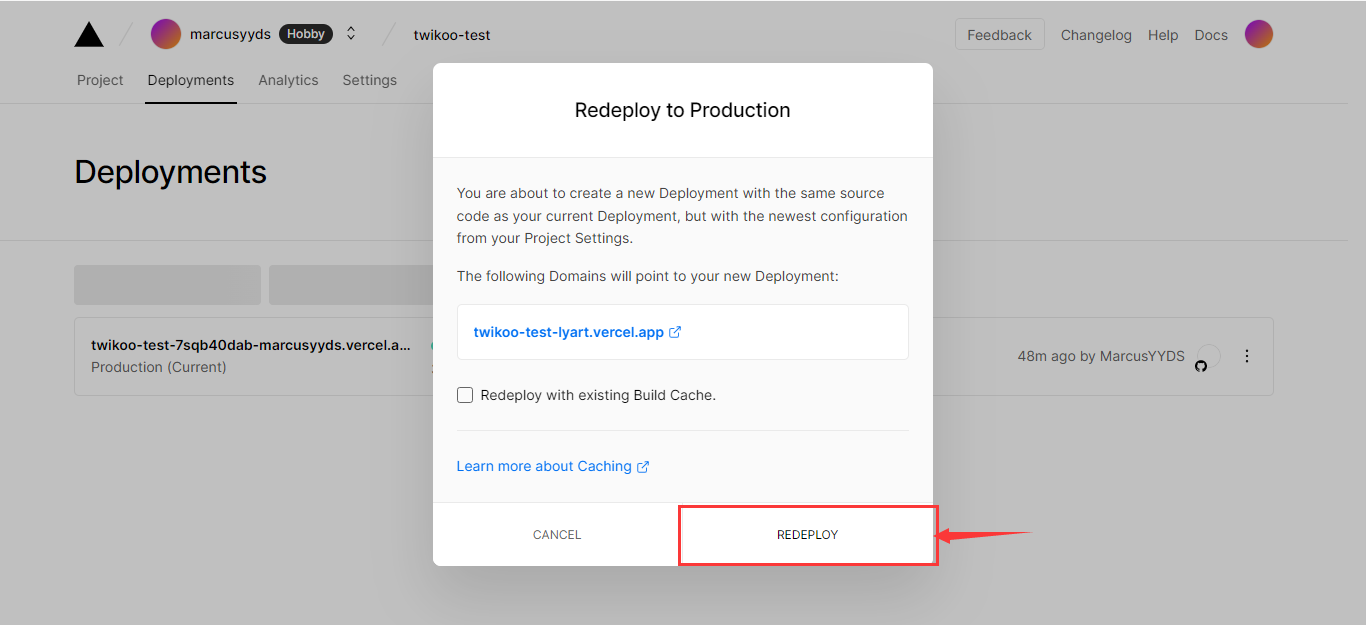 marcusyyds Hobby twikoo-test Feedback Changelog Help Docs
Project Deployments Analytics Settings
Redeploy to Production
Deployments
You are about to create a new Deployment with the same source
code as your current Deployment, but with the newest configuration
from your Project Settings.
The following Domains will point to your new Deployment:
twikoo-test-lyart.vercel.app
twikoo-test-7sqb40dab-marcusyyds.vercel.a...
Production (Current)
48m ago by MarcusYYDS
Redeploy with existing Build Cache.
Learn more about Caching
CANCEL REDEPLOY